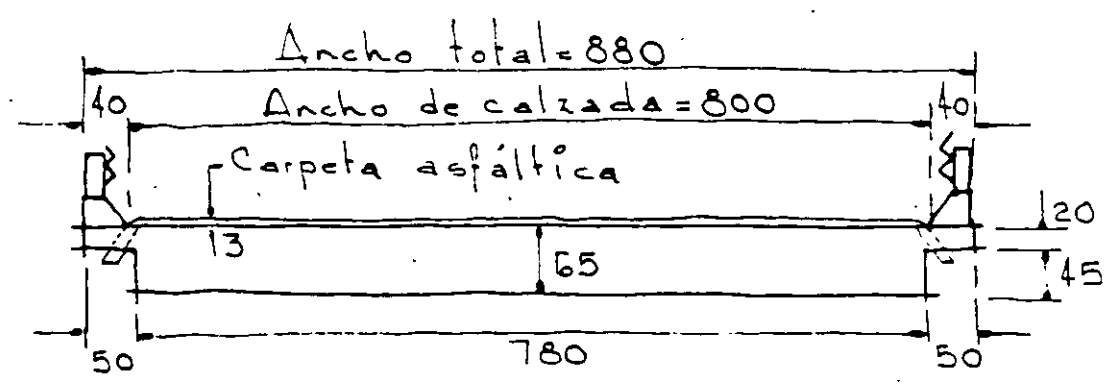 Ancho total = 880
40 Ancho de calzada = 800 40
Carpeta asfáltica
20
13
65
45
50 780 50